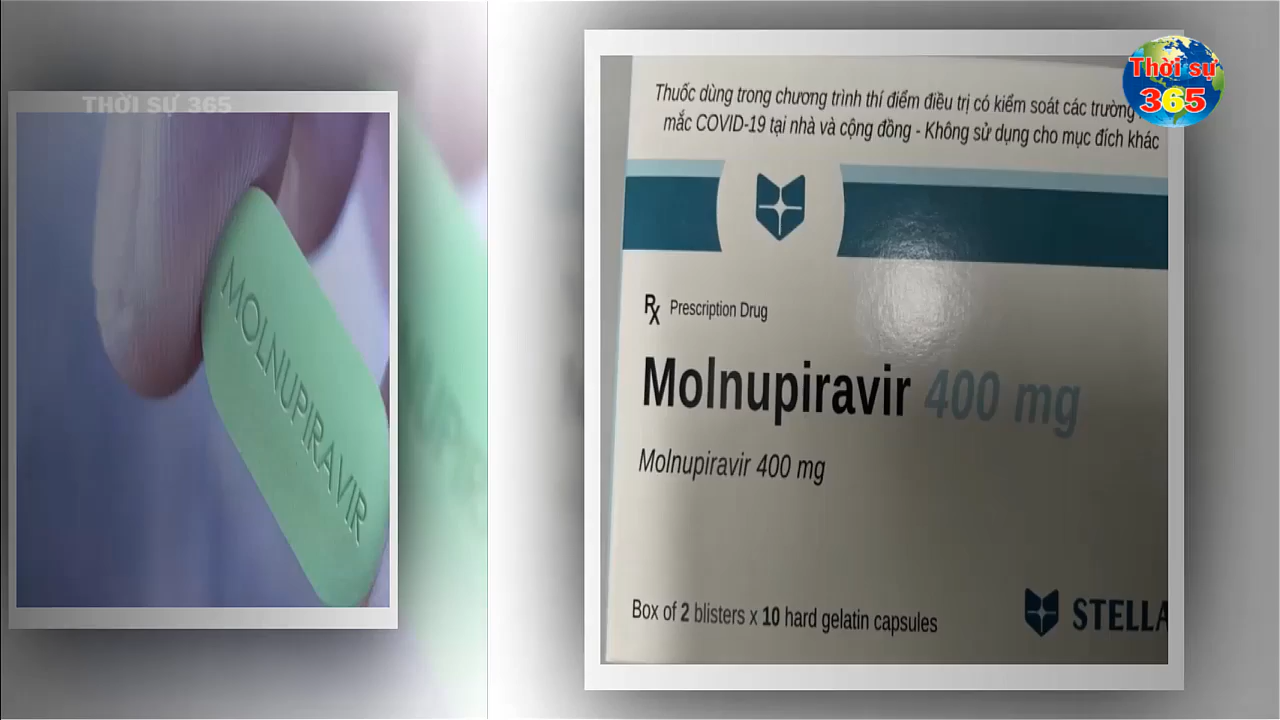 THỜI SỰ 365
MOLNUPIRAVIR
Thời sự
365
Thuốc dùng trong chương trình thí điểm điều trị có kiểm soát các trường
mắc COVID-19 tại nhà và cộng đồng - Không sử dụng cho mục đích khác
Rx Prescription Drug
Molnupiravir 400 mg
Molnupiravir 400 mg
Box of 2 blisters x 10 hard gelatin capsules
STELLA